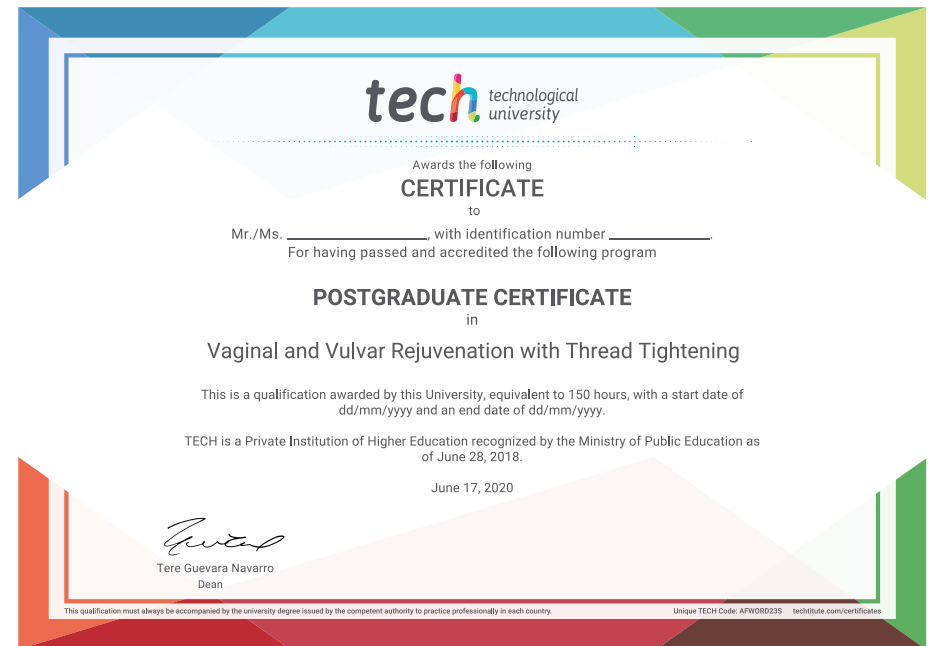 tech technological
university
Awards the following
CERTIFICATE
to
Mr./Ms. ____________________, with identification number ______________.
For having passed and accredited the following program
POSTGRADUATE CERTIFICATE
in
Vaginal and Vulvar Rejuvenation with Thread Tightening
This is a qualification awarded by this University, equivalent to 150 hours, with a start date of
dd/mm/yyyy and an end date of dd/mm/yyyy.
TECH is a Private Institution of Higher Education recognized by the Ministry of Public Education as
of June 28, 2018.
June 17, 2020
Tere Guevara Navarro
Dean
This qualification must always be accompanied by the university degree issued by the competent authority to practice professionally in each country. Unique TECH Code: AFWORD23S techtitute.com/certificates